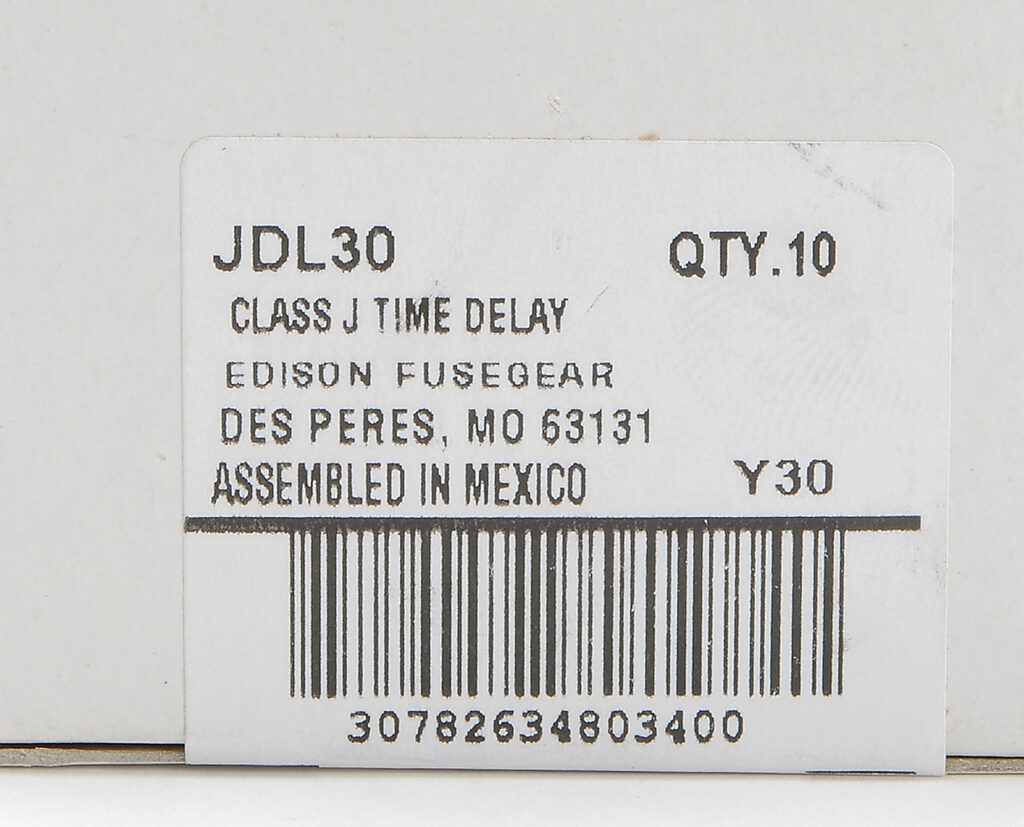 JDL30 QTY.10
CLASS J TIME DELAY
EDISON FUSEGEAR
DES PERES, MO 63131
ASSEMBLED IN MEXICO Y30
30782634803400